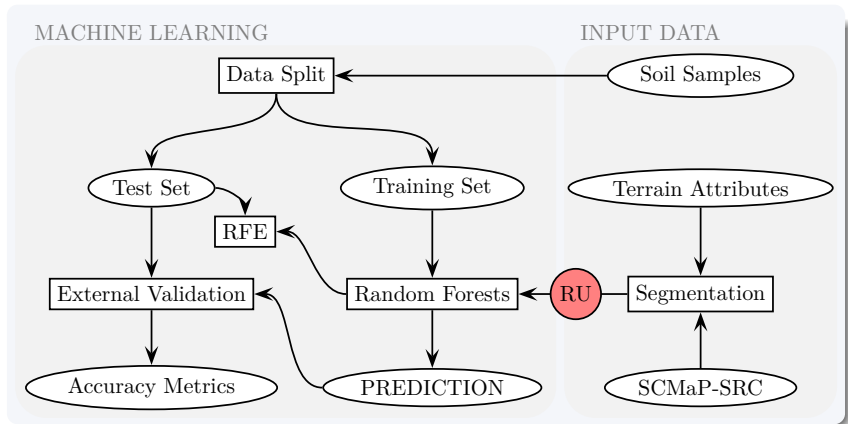 MACHINE LEARNING
INPUT DATA
Data Split
Soil Samples
Test Set
Training Set
Terrain Attributes
RFE
External Validation
Random Forests
RU
Segmentation
Accuracy Metrics
PREDICTION
SCMaP-SRC